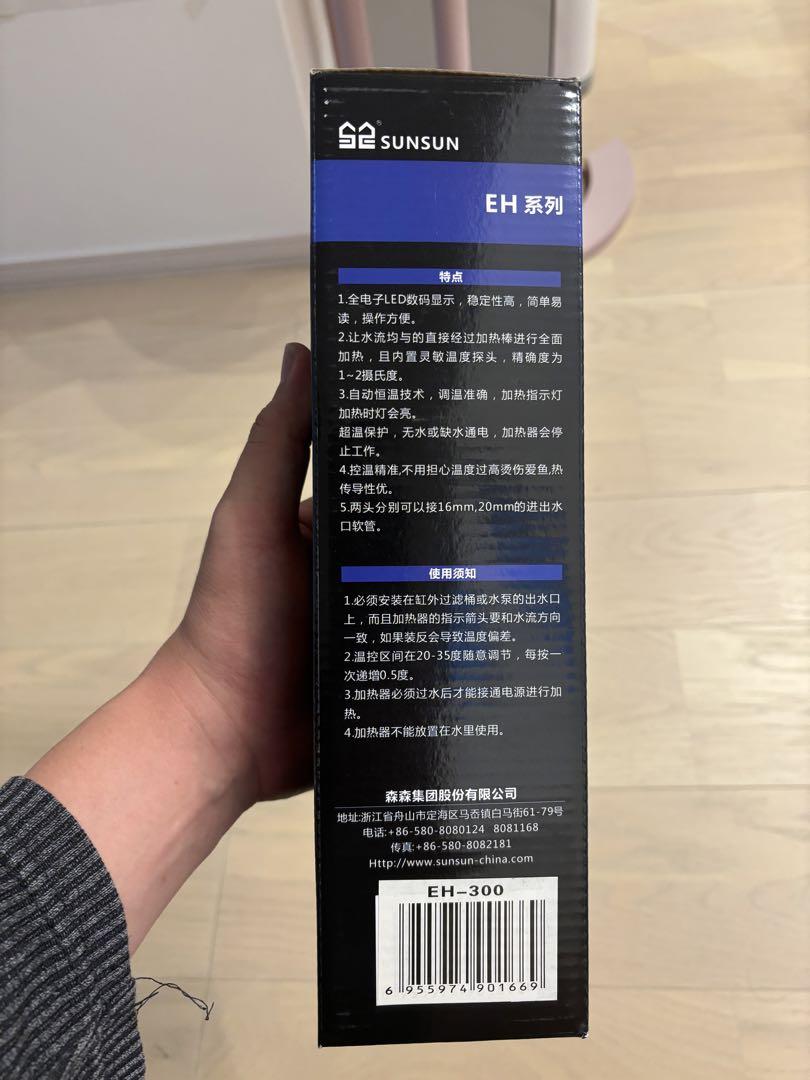 SUNSUN
EH 系列
特点
1.全电子LED数码显示，稳定性高，简单易
读，操作方便。
2.让水流均与的直接经过加热棒进行全面
加热，且内置灵敏温度探头，精确度为
1~2摄氏度。
3.自动恒温技术，调温准确，加热指示灯
加热时灯会亮。
超温保护，无水或缺水通电，加热器会停
止工作。
4.控温精准,不用担心温度过高烫伤爱鱼,热
传导性优。
5.两头分别可以接16mm,20mm的进出水
口软管。
使用须知
1.必须安装在缸外过滤桶或水泵的出水口
上，而且加热器的指示箭头要和水流方向
一致，如果装反会导致温度偏差。
2.温控区间在20-35度随意调节，每按一
次递增0.5度。
3.加热器必须过水后才能接通电源进行加
热。
4.加热器不能放置在水里使用。
森森集团股份有限公司
地址:浙江省舟山市定海区马岙镇白马街61-79号
电话:+86-580-8080124 8081168
传真:+86-580-8082181
Http://www.sunsun-china.com
EH-300
6 955974 901669